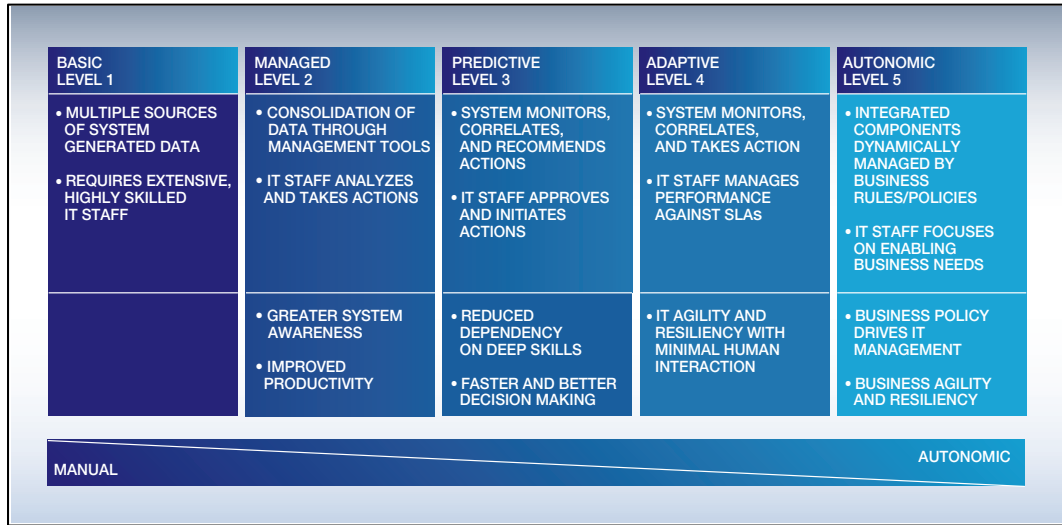 BASIC
LEVEL 1
• MULTIPLE SOURCES
OF SYSTEM
GENERATED DATA
• REQUIRES EXTENSIVE,
HIGHLY SKILLED
IT STAFF
MANAGED
LEVEL 2
• CONSOLIDATION OF
DATA THROUGH
MANAGEMENT TOOLS
• IT STAFF ANALYZES
AND TAKES ACTIONS
• GREATER SYSTEM
AWARENESS
• IMPROVED
PRODUCTIVITY
PREDICTIVE
LEVEL 3
• SYSTEM MONITORS,
CORRELATES,
AND RECOMMENDS
ACTIONS
• IT STAFF APPROVES
AND INITIATES
ACTIONS
• REDUCED
DEPENDENCY
ON DEEP SKILLS
• FASTER AND BETTER
DECISION MAKING
ADAPTIVE
LEVEL 4
• SYSTEM MONITORS,
CORRELATES,
AND TAKES ACTION
• IT STAFF MANAGES
PERFORMANCE
AGAINST SLAs
• IT AGILITY AND
RESILIENCY WITH
MINIMAL HUMAN
INTERACTION
AUTONOMIC
LEVEL 5
• INTEGRATED
COMPONENTS
DYNAMICALLY
MANAGED BY
BUSINESS
RULES/POLICIES
• IT STAFF FOCUSES
ON ENABLING
BUSINESS NEEDS
• BUSINESS POLICY
DRIVES IT
MANAGEMENT
• BUSINESS AGILITY
AND RESILIENCY
MANUAL
AUTONOMIC